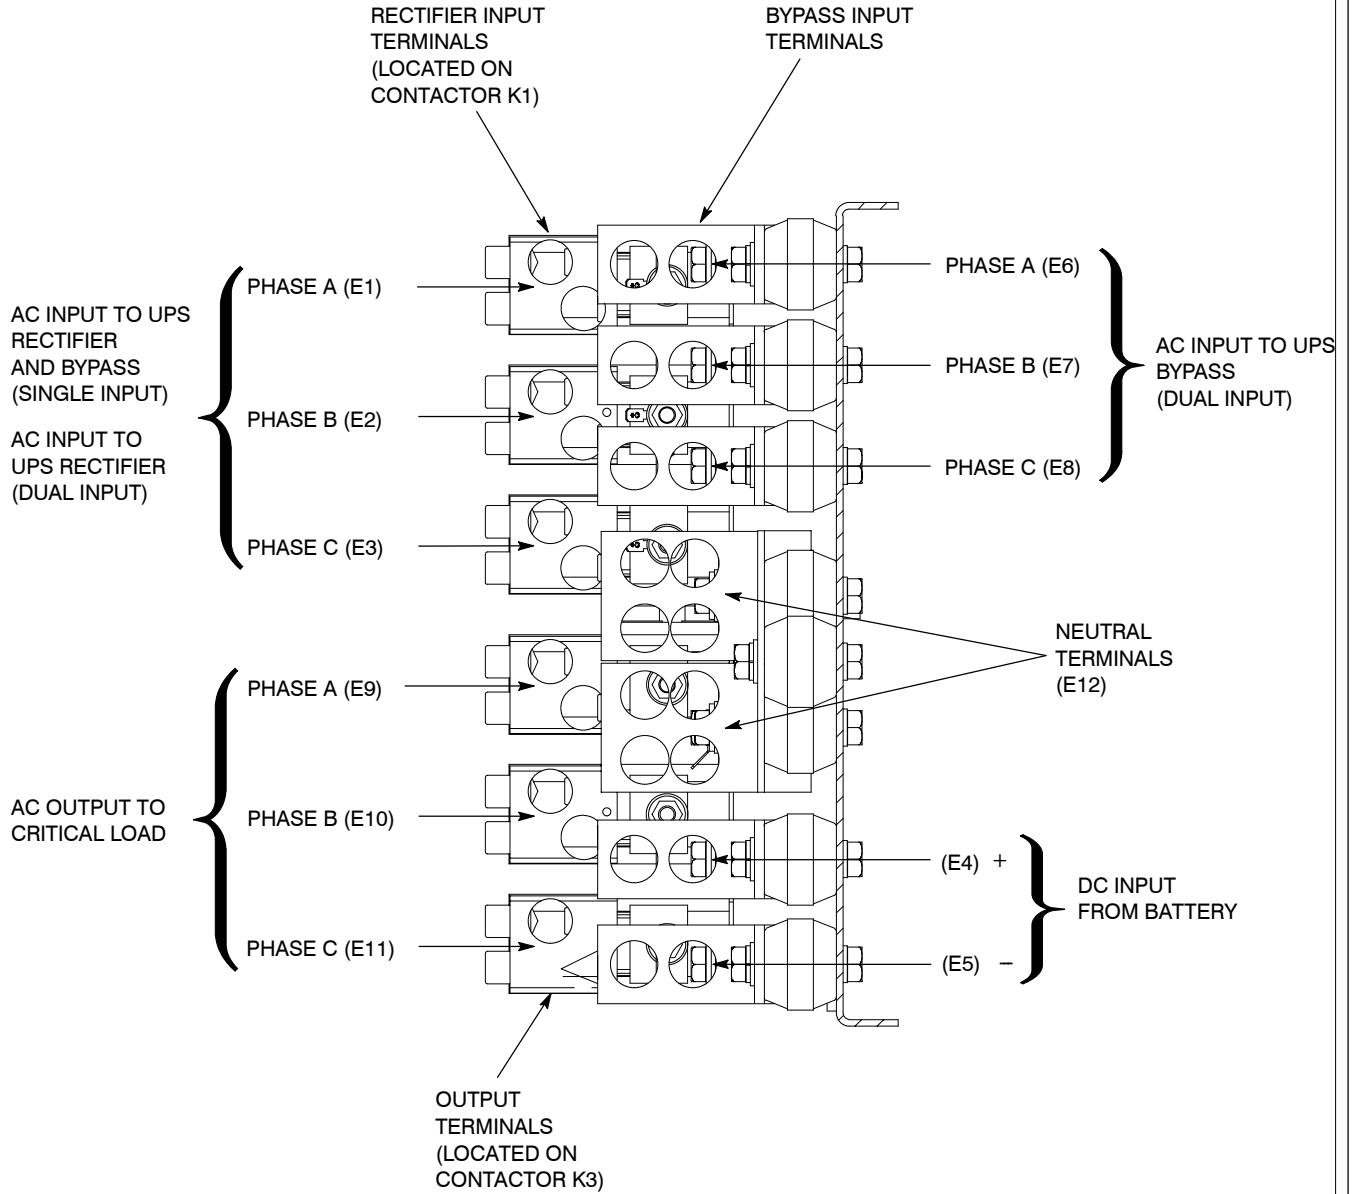 RECTIFIER INPUT
TERMINALS
(LOCATED ON
CONTACTOR K1)
BYPASS INPUT
TERMINALS
AC INPUT TO UPS
RECTIFIER
AND BYPASS
(SINGLE INPUT)
AC INPUT TO
UPS RECTIFIER
(DUAL INPUT)
PHASE A (E1)
PHASE B (E2)
PHASE C (E3)
PHASE A (E6)
PHASE B (E7)
PHASE C (E8)
AC INPUT TO UPS
BYPASS
(DUAL INPUT)
NEUTRAL
TERMINALS
(E12)
AC OUTPUT TO
CRITICAL LOAD
PHASE A (E9)
PHASE B (E10)
PHASE C (E11)
(E4) +
(E5) −
DC INPUT
FROM BATTERY
OUTPUT
TERMINALS
(LOCATED ON
CONTACTOR K3)